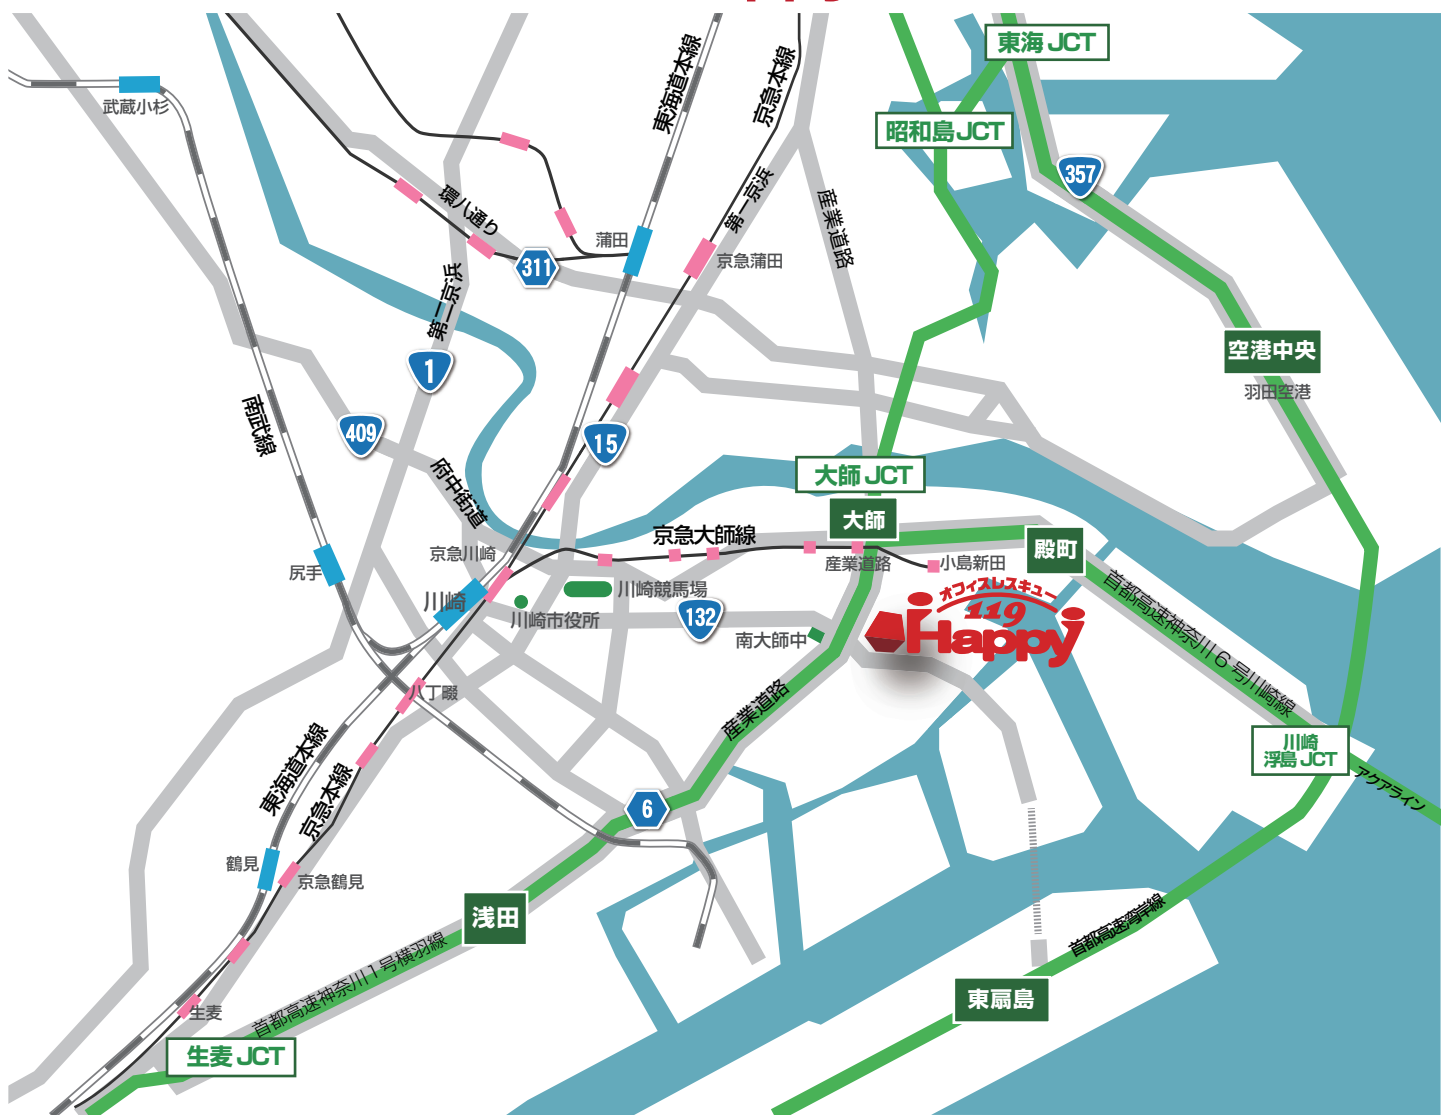 東海 JCT
昭和島 JCT
357
武蔵小杉
東海道本線
京急本線
環八通り
第一京浜
産業道路
蒲田
京急蒲田
311
第二京浜
1
空港中央
羽田空港
南武線
409
15
府中街道
大師 JCT
大師
京急大師線
殿町
京急川崎
産業道路
小島新田
尻手
川崎
川崎競馬場
川崎市役所
132
南大師中
オフィスレスキュー
119
Happy
首都高速神奈川6号川崎線
八丁畷
産業道路
東海道本線
京急本線
川崎
浮島 JCT
アクアライン
6
鶴見
京急鶴見
浅田
首都高速湾岸線
首都高速神奈川1号横羽線
東扇島
生麦
生麦 JCT